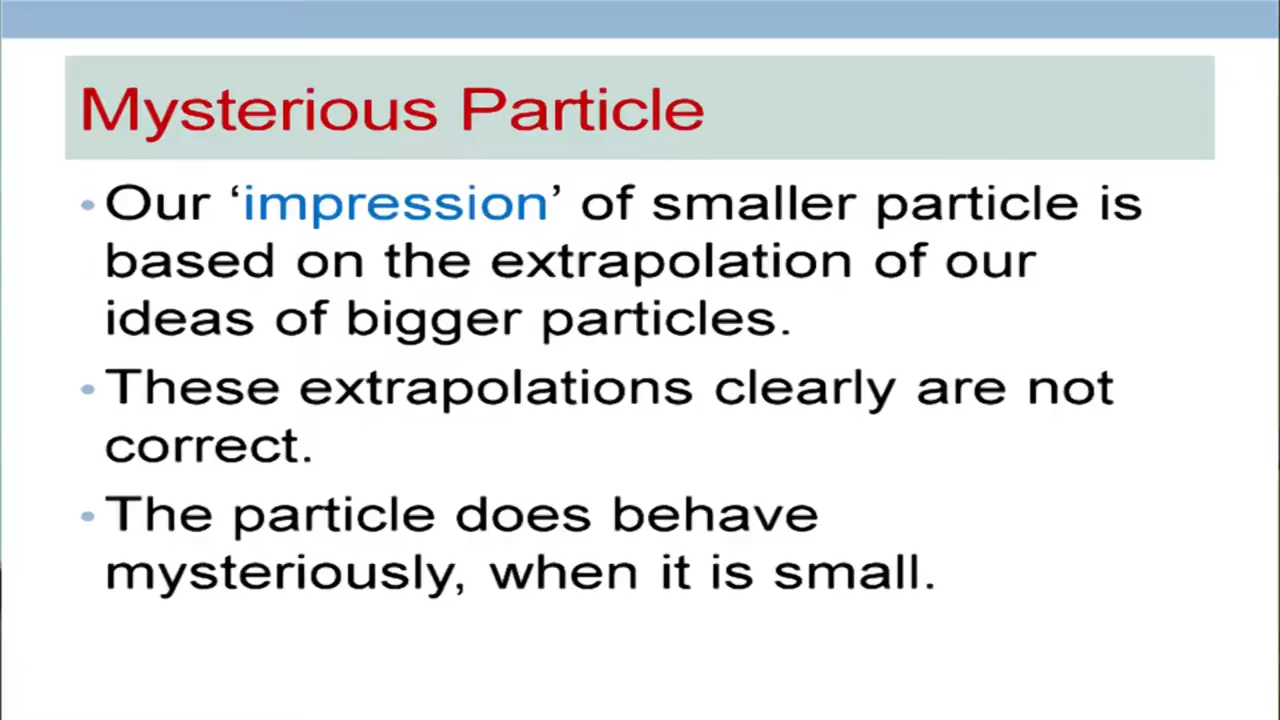 Mysterious Particle
• Our ‘impression’ of smaller particle is
based on the extrapolation of our
ideas of bigger particles.
• These extrapolations clearly are not
correct.
• The particle does behave
mysteriously, when it is small.